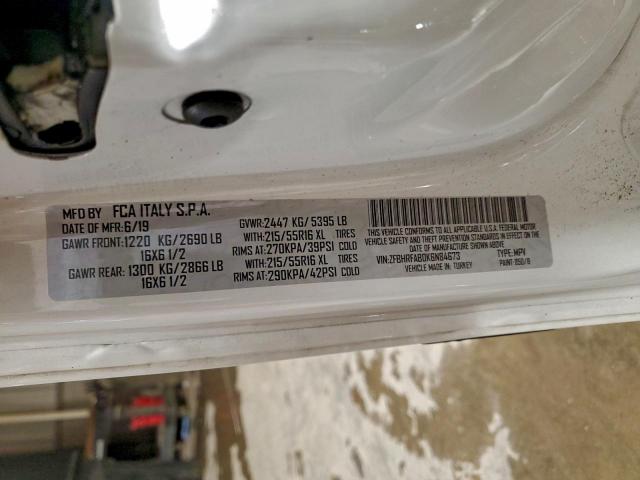 MFD BY FCA ITALY S.P.A.
DATE OF MFR:6/19 GVWR:2447 KG/5395 LB
GAWR FRONT:1220 KG/2690 LB WITH:215/55R16 XL TIRES
16X6 1/2 RIMS AT:270KPA/39PSI COLD
GAWR REAR: 1300 KG/2866 LB WITH:215/55R16 XL TIRES
16X6 1/2 RIMS AT:290KPA/42PSI COLD
THIS VEHICLE CONFORMS TO ALL APPLICABLE U.S.A. FEDERAL MOTOR
VEHICLE SAFETY AND THEFT PREVENTION STANDARDS IN EFFECT ON THE
DATE OF MANUFACTURE SHOWN ABOVE.
VIN:ZFBHRFAB0K6N84673 TYPE: MPV
VEHICLE MADE IN: TURKEY PAINT: